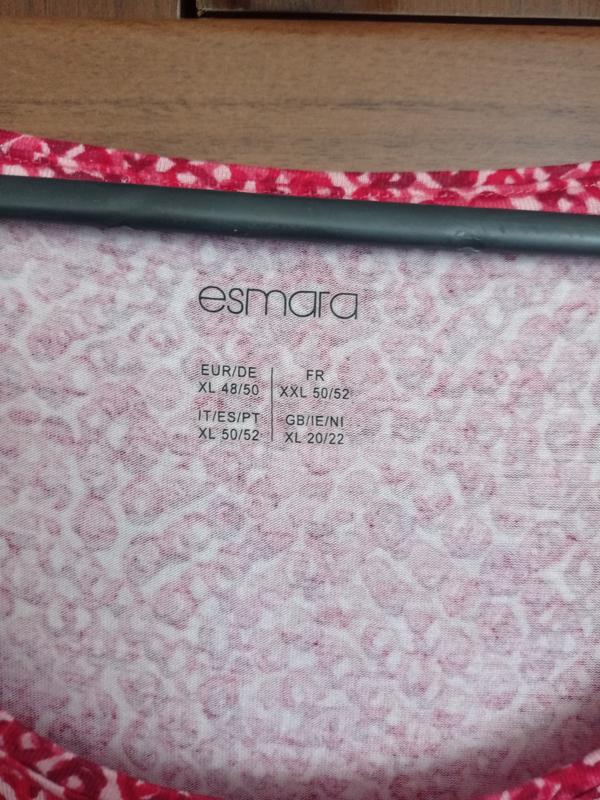 esmara
EUR/DE
XL 48/50
FR
XXL 50/52
IT/ES/PT
XL 50/52
GB/IE/NI
XL 20/22